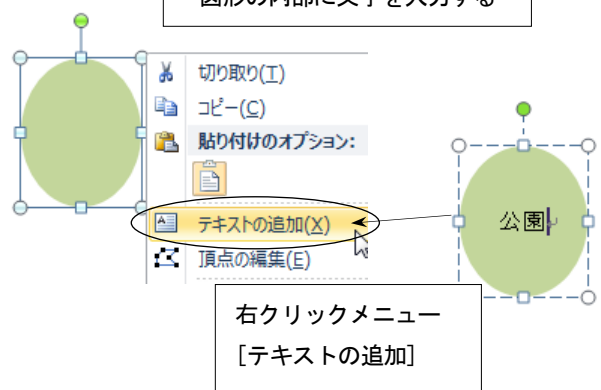 図形の内部に文字を入力する
切り取り(T)
コピー(C)
貼り付けのオプション:
テキストの追加(X)
頂点の編集(E)
公園
右クリックメニュー
[テキストの追加]